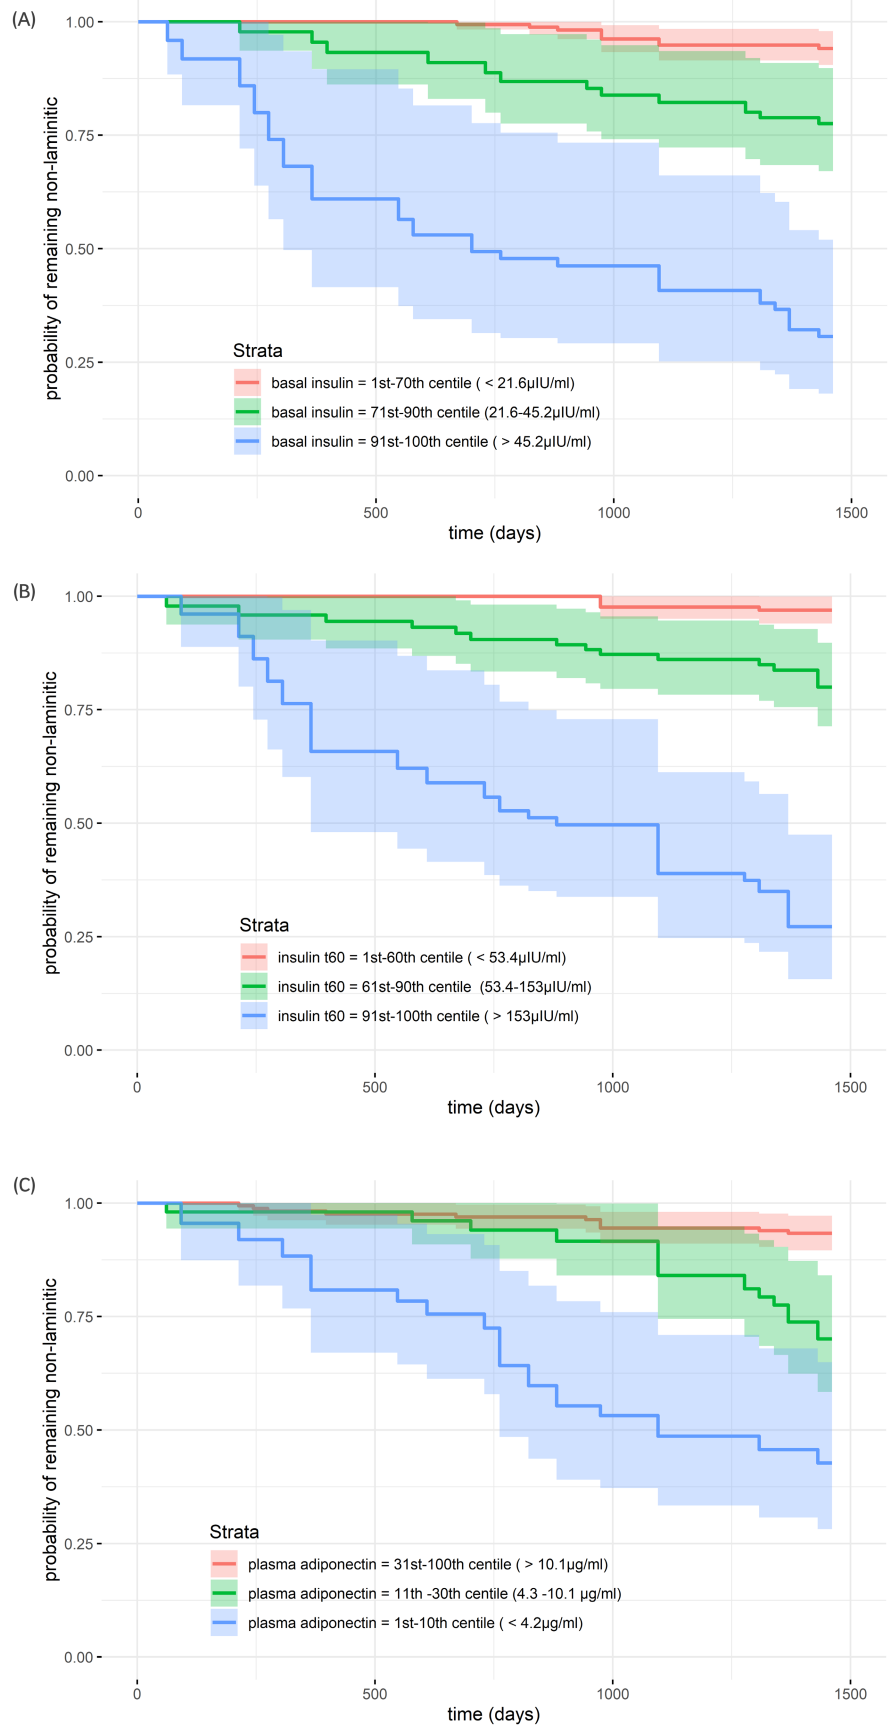 (A)
1.00
0.75
0.50
0.25
0.00
probability of remaining non-laminitic
Strata
basal insulin = 1st-70th centile ( < 21.6µIU/ml)
basal insulin = 71st-90th centile (21.6-45.2µIU/ml)
basal insulin = 91st-100th centile ( > 45.2µIU/ml)
0 500 1000 1500
time (days)
(B)
1.00
0.75
0.50
0.25
0.00
probability of remaining non-laminitic
Strata
insulin t60 = 1st-60th centile ( < 53.4µIU/ml)
insulin t60 = 61st-90th centile (53.4-153µIU/ml)
insulin t60 = 91st-100th centile ( > 153µIU/ml)
0 500 1000 1500
time (days)
(C)
1.00
0.75
0.50
0.25
0.00
probability of remaining non-laminitic
Strata
plasma adiponectin = 31st-100th centile ( > 10.1µg/ml)
plasma adiponectin = 11th -30th centile (4.3 -10.1 µg/ml)
plasma adiponectin = 1st-10th centile ( < 4.2µg/ml)
0 500 1000 1500
time (days)